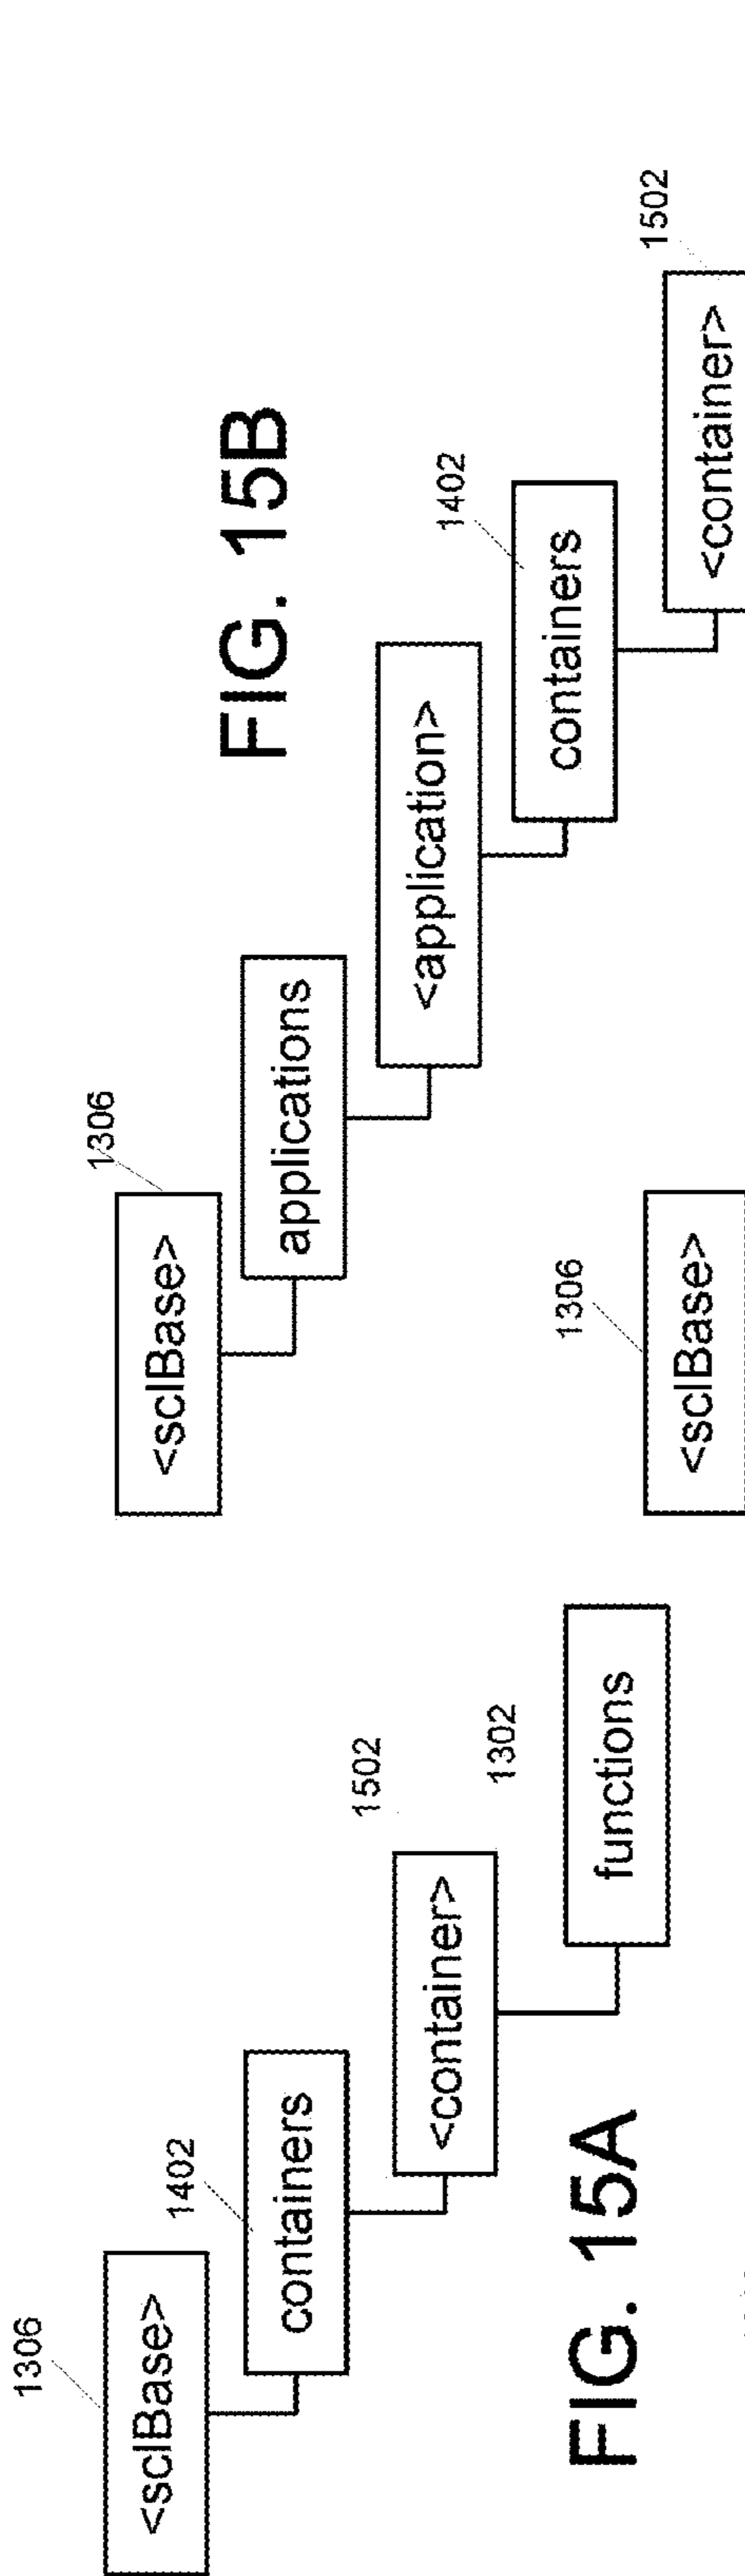 1306
<sclBase>
1402
containers
1502
<container>
1302
functions
FIG. 15A
1306
<sclBase>
applications
<application>
1402
containers
1502
<container>
FIG. 15B
1306
<sclBase>